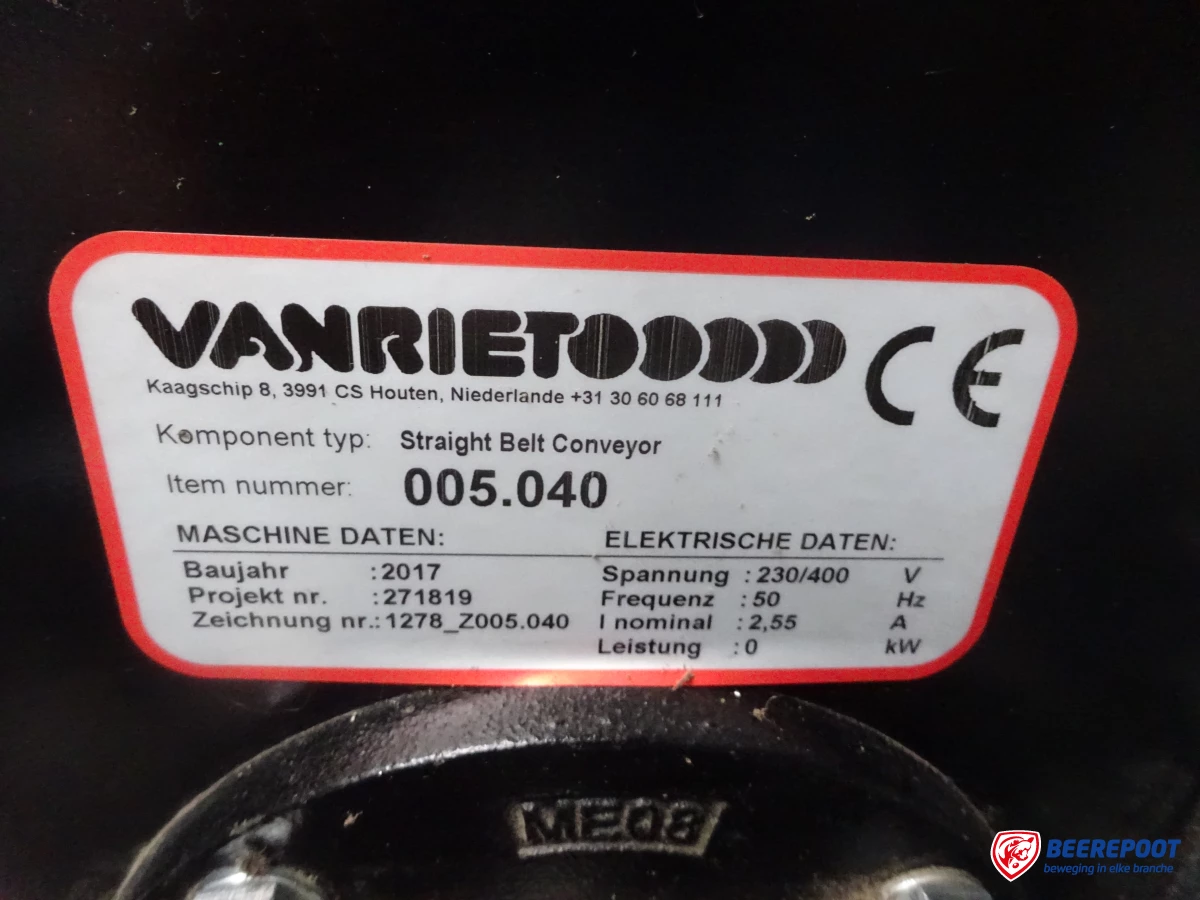 VANRIET
CE
Kaagschip 8, 3991 CS Houten, Niederlande +31 30 60 68 111
Komponent typ: Straight Belt Conveyor
Item nummer: 005.040
MASCHINE DATEN:
Baujahr :2017
Projekt nr. :271819
Zeichnung nr.:1278_Z005.040
ELEKTRISCHE DATEN:
Spannung :230/400 V
Frequenz :50 Hz
I nominal :2,55 A
Leistung :0 kW
ME08
BEEREPOOT
beweging in elke branche